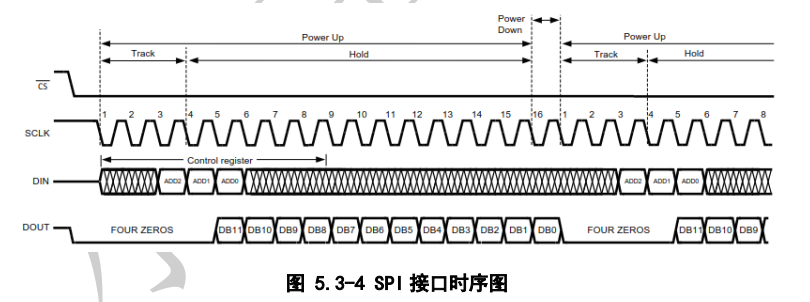 Power Down
Power Up
Power Up
Track
Hold
Track
Hold
CS
1 2 3 4 5 6 7 8 9 10 11 12 13 14 15 16 1 2 3 4 5 6 7 8
SCLK
Control register
DIN
ADD2 ADD1 ADD0 ADD2 ADD1 ADD0
DOUT
FOUR ZEROS DB11 DB10 DB9 DB8 DB7 DB6 DB5 DB4 DB3 DB2 DB1 DB0 FOUR ZEROS DB11 DB10 DB9
图 5.3-4 SPI 接口时序图